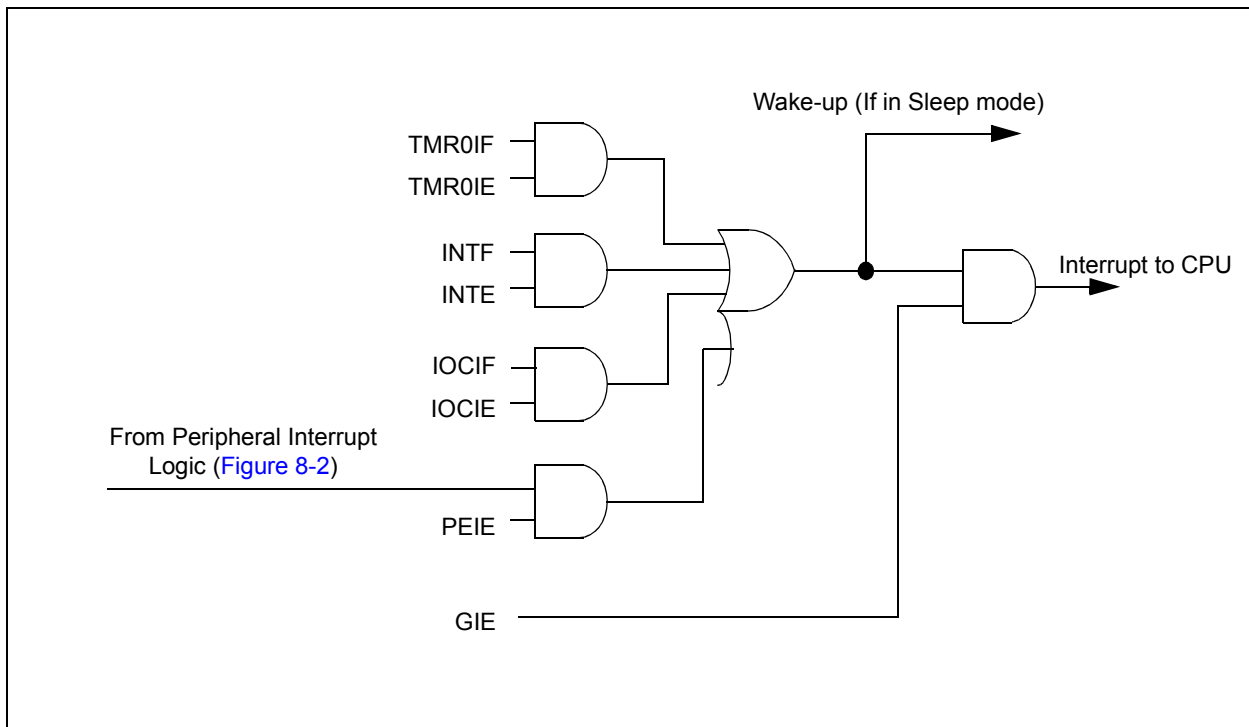 Wake-up (If in Sleep mode)
TMR0IF
TMR0IE
INTF
INTE
Interrupt to CPU
IOCIF
IOCIE
From Peripheral Interrupt
Logic (Figure 8-2)
PEIE
GIE